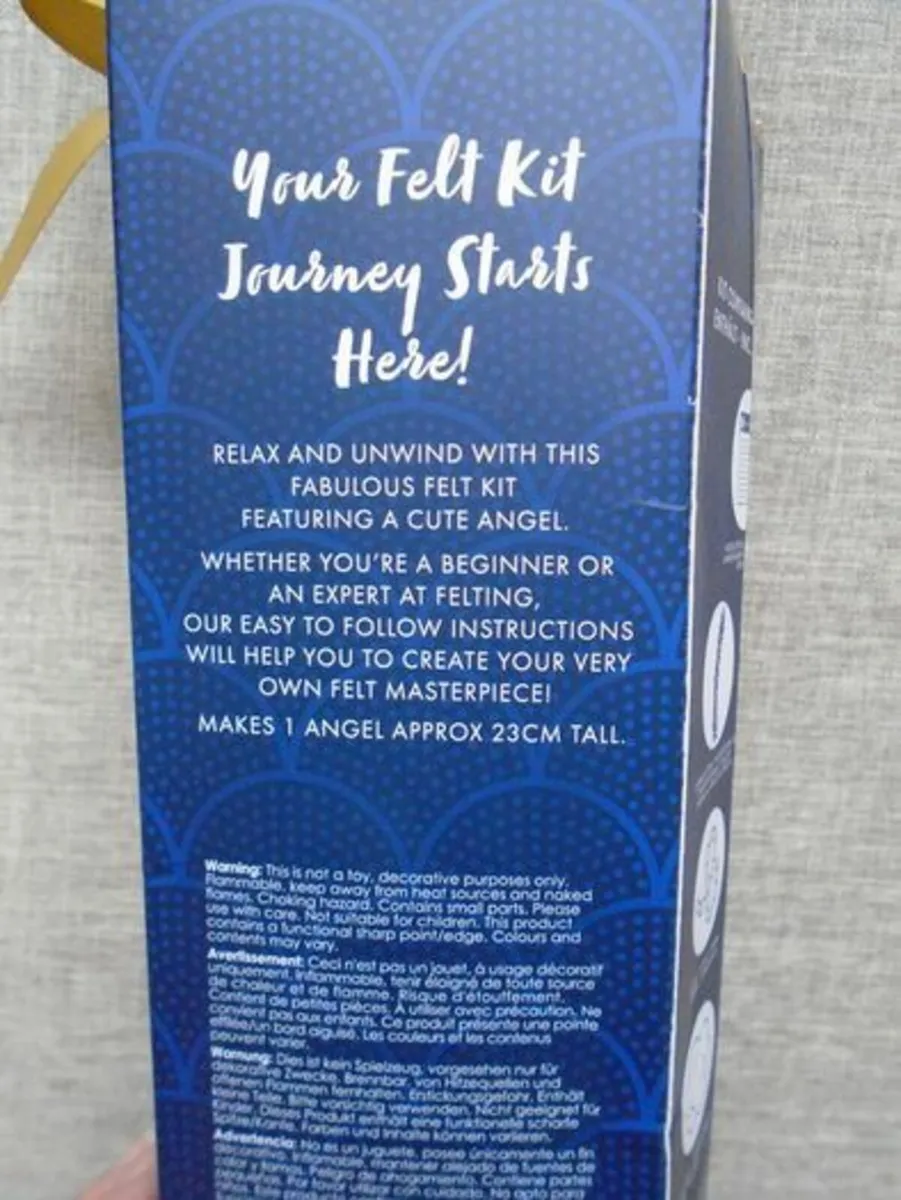 Your Felt Kit
Journey Starts
Here!
RELAX AND UNWIND WITH THIS
FABULOUS FELT KIT
FEATURING A CUTE ANGEL.
WHETHER YOU'RE A BEGINNER OR
AN EXPERT AT FELTING,
OUR EASY TO FOLLOW INSTRUCTIONS
WILL HELP YOU TO CREATE YOUR VERY
OWN FELT MASTERPIECE!
MAKES 1 ANGEL APPROX 23CM TALL.
Warning: This is not a toy, decorative purposes only.
Flammable, keep away from heat sources and naked
flames. Choking hazard. Contains small parts. Please
use with care. Not suitable for children. This product
contains a functional sharp point/edge. Colours and
contents may vary.
Avertissement: Ceci n'est pas un jouet, à usage décoratif
uniquement. Inflammable, tenir éloigné de toute source
de chaleur et de flamme. Risque d'étouffement.
Contient de petites pièces. À utiliser avec précaution. Ne
convient pas aux enfants. Ce produit présente une pointe
effilée/un bord aiguisé. Les couleurs et les contenus
peuvent varier.
Warnung: Dies ist kein Spielzeug, vorgesehen nur für
dekorative Zwecke. Brennbar, von Hitzequellen und
offenen Flammen fernhalten. Erstickungsgefahr. Enthält
kleine Teile. Bitte vorsichtig verwenden. Nicht geeignet für
Kinder. Dieses Produkt enthält eine funktionelle scharfe
Spitze/Kante. Farben und Inhalte können variieren.
Advertencia: No es un juguete, posee únicamente un fin
decorativo. Inflamable, mantener alejado de fuentes de
calor y llamas. Peligro de ahogamiento. Contiene partes
pequeñas. Por favor utilizar con cuidado. No apto para